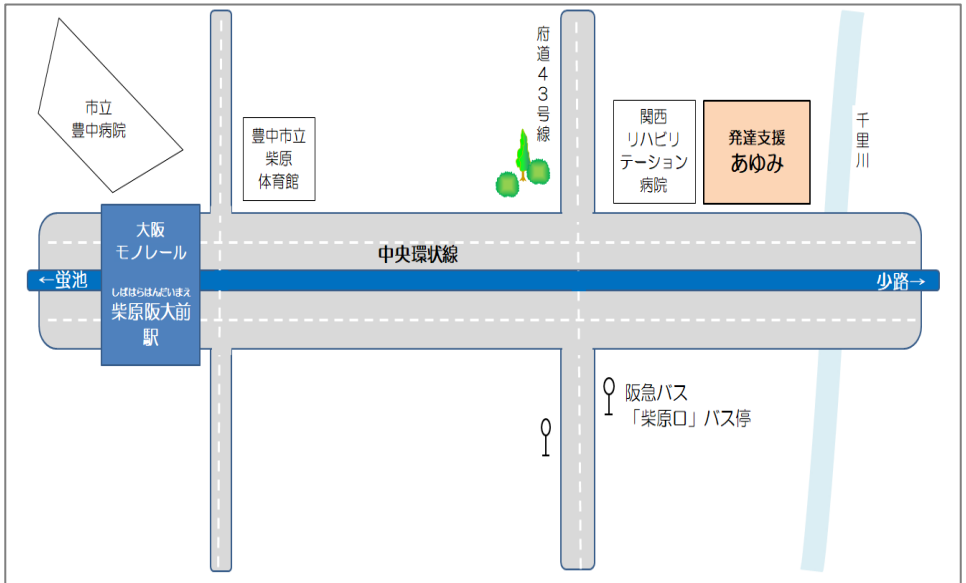 市立
豊中病院
豊中市立
柴原
体育館
府道43号線
関西
リハビリ
テーション
病院
発達支援
あゆみ
千里川
大阪
モノレール
中央環状線
←蛍池
少路→
しばはらはんだいまえ
柴原阪大前
駅
阪急バス
「柴原口」バス停